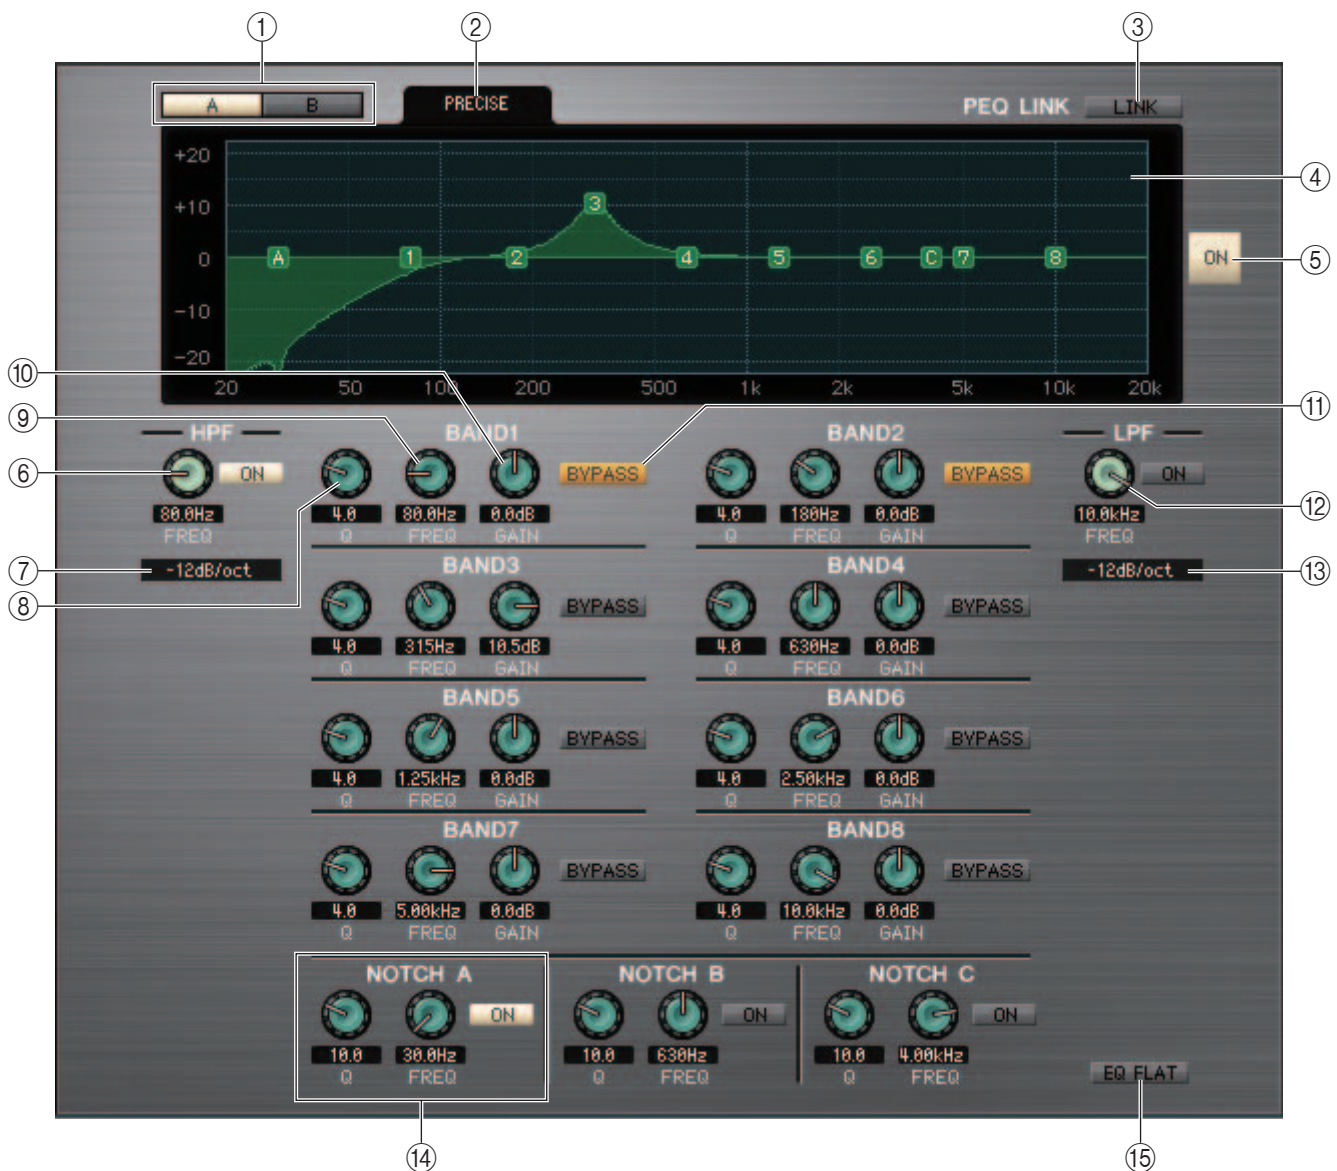 ① ② ③
A B PRECISE PEQ LINK LINK
+20
+10
0
-10
-20
A 1 2 3 4 5 6 C 7 8
④
ON ⑤
20 50 100 200 500 1k 2k 5k 10k 20k
⑩
⑨ ⑪
HPF BAND1 BAND2 LPF
⑥ ON BYPASS BYPASS ON
80.0Hz 4.0 80.0Hz 0.0dB 4.0 180Hz 0.0dB 10.0kHz ⑫
FREQ Q FREQ GAIN Q FREQ GAIN FREQ
⑦ -12dB/oct BAND3 BAND4 -12dB/oct ⑬
⑧ BYPASS BYPASS
4.0 315Hz 10.5dB 4.0 630Hz 0.0dB
Q FREQ GAIN Q FREQ GAIN
BAND5 BAND6
BYPASS BYPASS
4.0 1.25kHz 0.0dB 4.0 2.50kHz 0.0dB
Q FREQ GAIN Q FREQ GAIN
BAND7 BAND8
BYPASS BYPASS
4.0 5.00kHz 0.0dB 4.0 10.0kHz 0.0dB
Q FREQ GAIN Q FREQ GAIN
NOTCH A NOTCH B NOTCH C
ON ON ON
10.0 30.0Hz 10.0 630Hz 10.0 4.00kHz
Q FREQ Q FREQ Q FREQ
EQ FLAT
⑭ ⑮